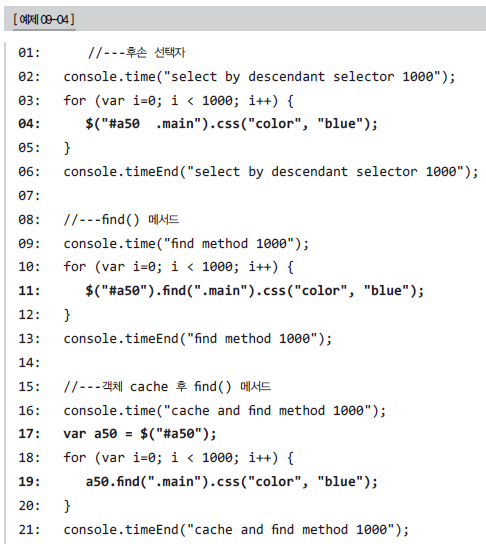 [ 예제 09-04 ]
01:      //---후손 선택자
02:   console.time("select by descendant selector 1000");
03:   for (var i=0; i < 1000; i++) {
04:      $("#a50  .main").css("color", "blue");
05:   }
06:   console.timeEnd("select by descendant selector 1000");
07:
08:   //---find() 메서드
09:   console.time("find method 1000");
10:   for (var i=0; i < 1000; i++) {
11:      $("#a50").find(".main").css("color", "blue");
12:   }
13:   console.timeEnd("find method 1000");
14:
15:   //---객체 cache 후 find() 메서드
16:   console.time("cache and find method 1000");
17:   var a50 = $("#a50");
18:   for (var i=0; i < 1000; i++) {
19:      a50.find(".main").css("color", "blue");
20:   }
21:   console.timeEnd("cache and find method 1000");